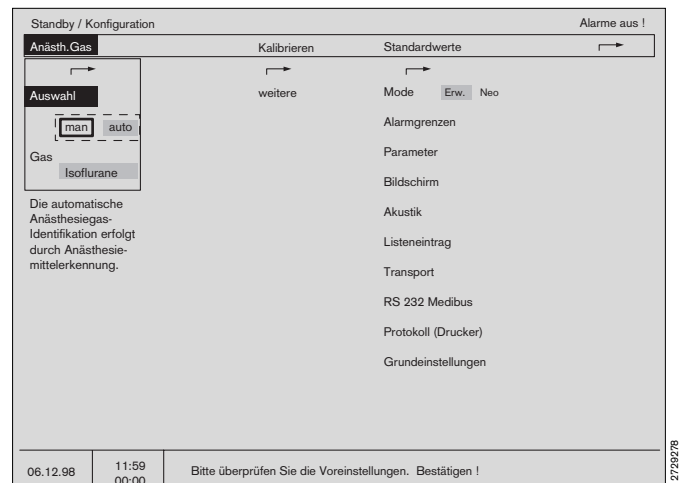 Standby / Konfiguration Alarme aus !
Anästh.Gas Kalibrieren Standardwerte
Auswahl weitere Mode Erw. Neo
man auto Alarmgrenzen
Gas Parameter
Isoflurane Bildschirm
Die automatische
Anästhesiegas-
Identifikation erfolgt
durch Anästhesie-
mittelerkennung.
Akustik
Listeneintrag
Transport
RS 232 Medibus
Protokoll (Drucker)
Grundeinstellungen
06.12.98 11:59 Bitte überprüfen Sie die Voreinstellungen. Bestätigen !
00:00
2729278